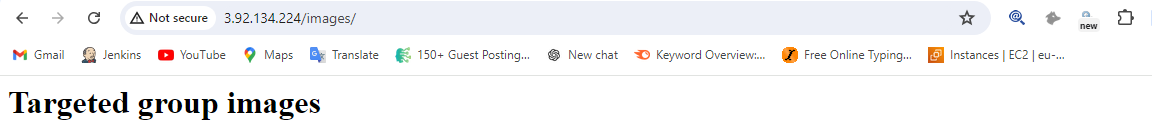 Not secure 3.92.134.224/images/ new
Gmail Jenkins YouTube Maps Translate 150+ Guest Posting... New chat Keyword Overview:... Free Online Typing... Instances | EC2 | eu-...
Targeted group images